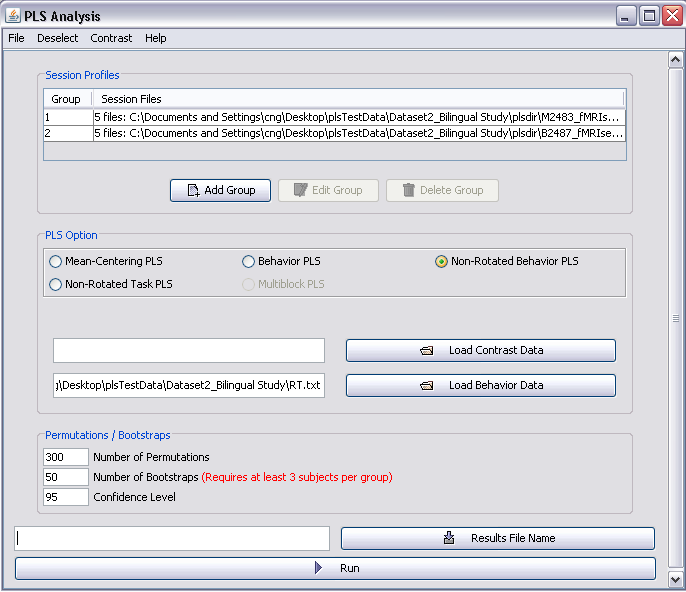 PLS Analysis
File Deselect Contrast Help
Session Profiles
Group Session Files
1 5 files: C:\Documents and Settings\cng\Desktop\plsTestData\Dataset2_Bilingual Study\plsdir\M2483_fMRIs...
2 5 files: C:\Documents and Settings\cng\Desktop\plsTestData\Dataset2_Bilingual Study\plsdir\B2487_fMRIse...
Add Group Edit Group Delete Group
PLS Option
Mean-Centering PLS Behavior PLS Non-Rotated Behavior PLS
Non-Rotated Task PLS Multiblock PLS
Load Contrast Data
\Desktop\plsTestData\Dataset2_Bilingual Study\RT.txt Load Behavior Data
Permutations / Bootstraps
300 Number of Permutations
50 Number of Bootstraps (Requires at least 3 subjects per group)
95 Confidence Level
Results File Name
Run